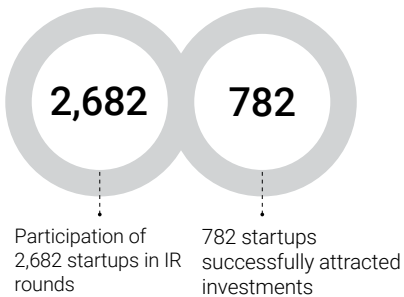 2,682
782
Participation of
2,682 startups in IR
rounds
782 startups
successfully attracted
investments